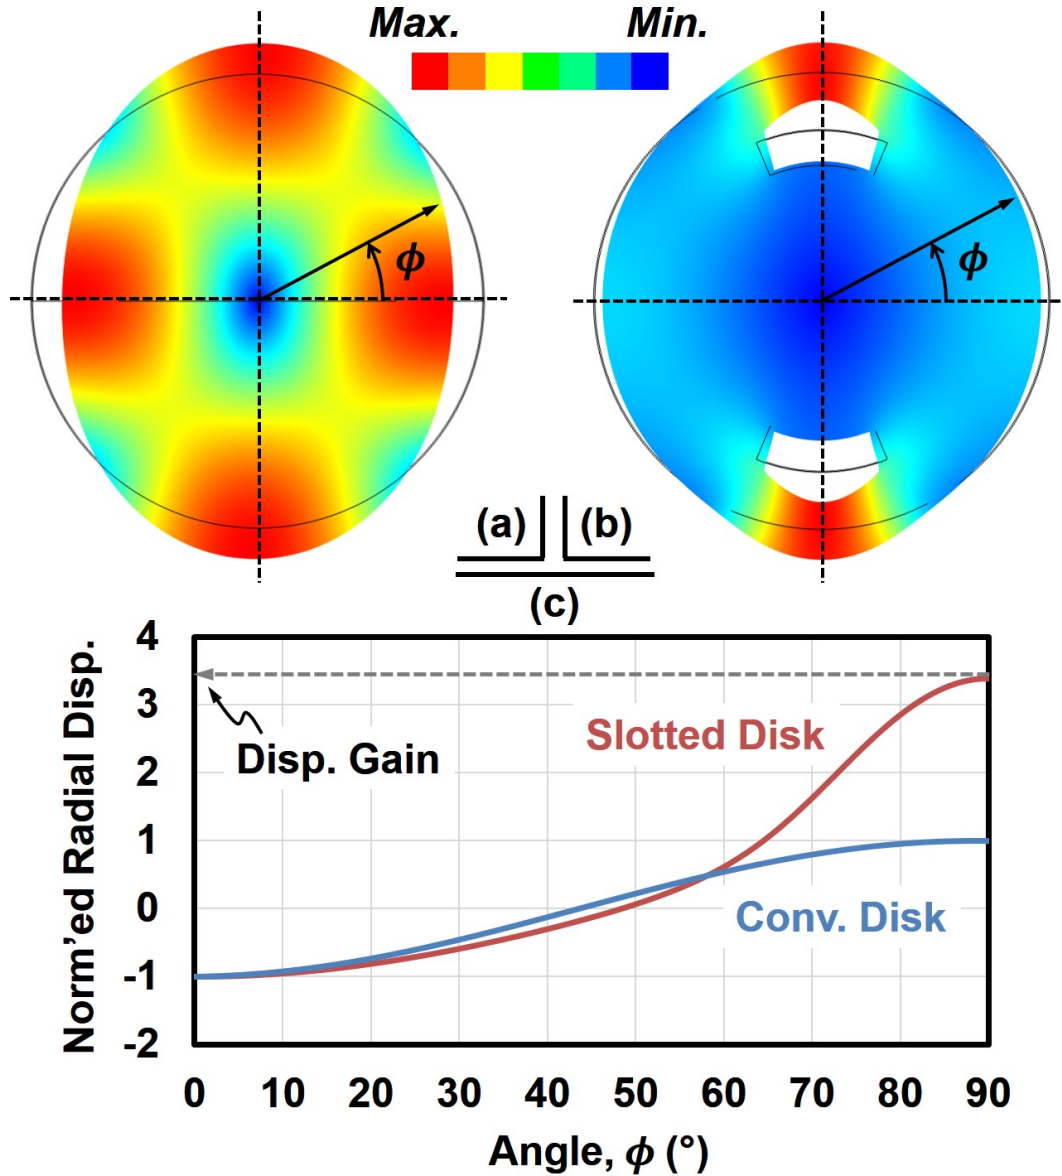 Max. Min.
ϕ ϕ
(a) (b)
(c)
Norm'ed Radial Disp.
4
3
2
1
0
-1
-2
Disp. Gain
Slotted Disk
Conv. Disk
0 10 20 30 40 50 60 70 80 90
Angle, ϕ (°)